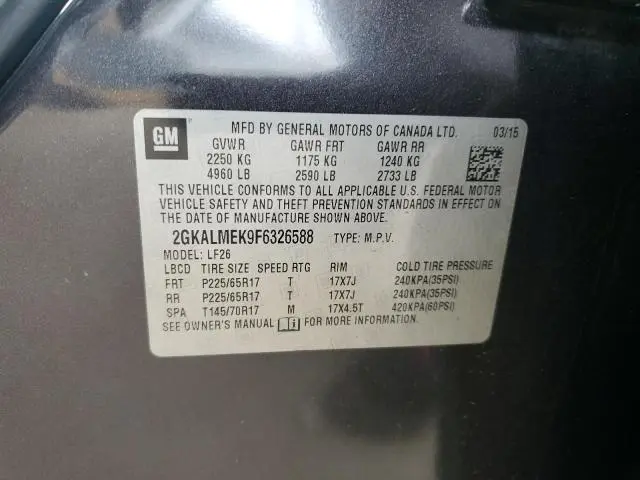 GM
MFD BY GENERAL MOTORS OF CANADA LTD. 03/15
GVWR GAWR FRT GAWR RR
2250 KG 1175 KG 1240 KG
4960 LB 2590 LB 2733 LB
THIS VEHICLE CONFORMS TO ALL APPLICABLE U.S. FEDERAL MOTOR
VEHICLE SAFETY AND THEFT PREVENTION STANDARDS IN EFFECT ON
THE DATE OF MANUFACTURE SHOWN ABOVE.
2GKALMEK9F6326588 TYPE: M.P.V.
MODEL: LF26
LBCD TIRE SIZE SPEED RTG RIM COLD TIRE PRESSURE
FRT P225/65R17 T 17X7J 240KPA(35PSI)
RR P225/65R17 T 17X7J 240KPA(35PSI)
SPA T145/70R17 M 17X4.5T 420KPA(60PSI)
SEE OWNER'S MANUAL FOR MORE INFORMATION.